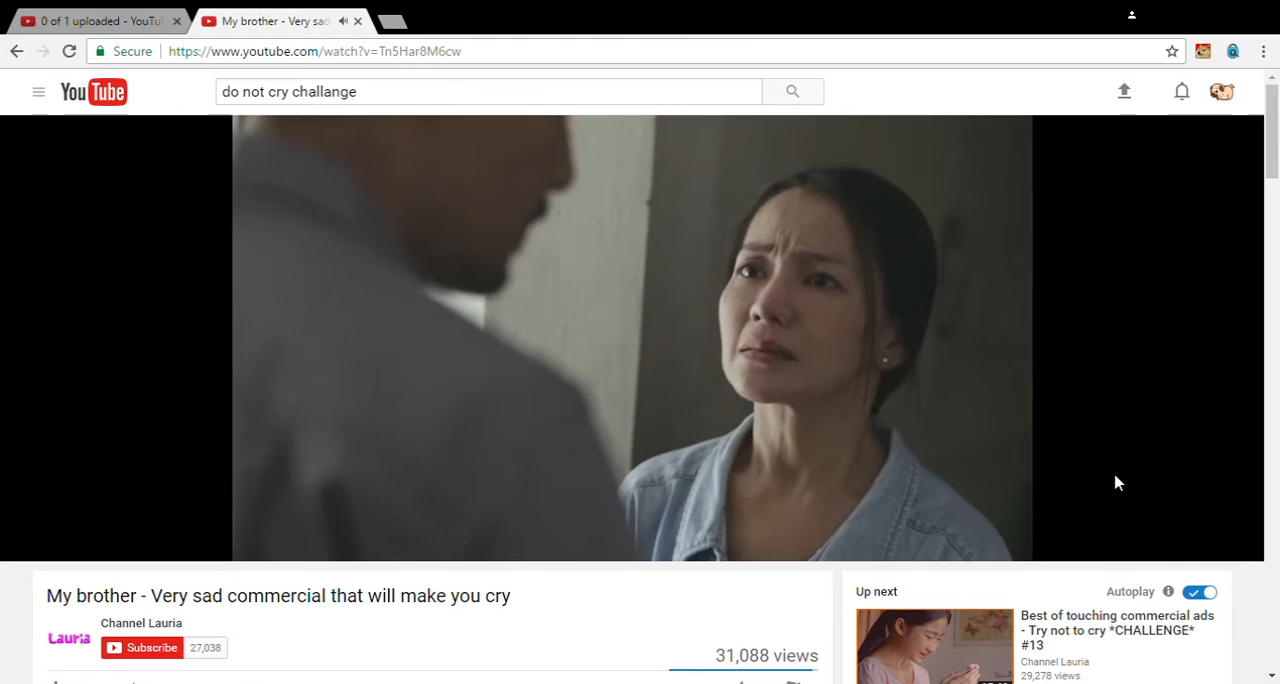 0 of 1 uploaded - YouTu
My brother - Very sad
Secure
https://www.youtube.com/watch?v=Tn5Har8M6cw
YouTube
do not cry challange
My brother - Very sad commercial that will make you cry
Channel Lauria
Lauria
Subscribe 27,038
31,088 views
Up next
Autoplay
Best of touching commercial ads
- Try not to cry *CHALLENGE*
#13
Channel Lauria
29,278 views